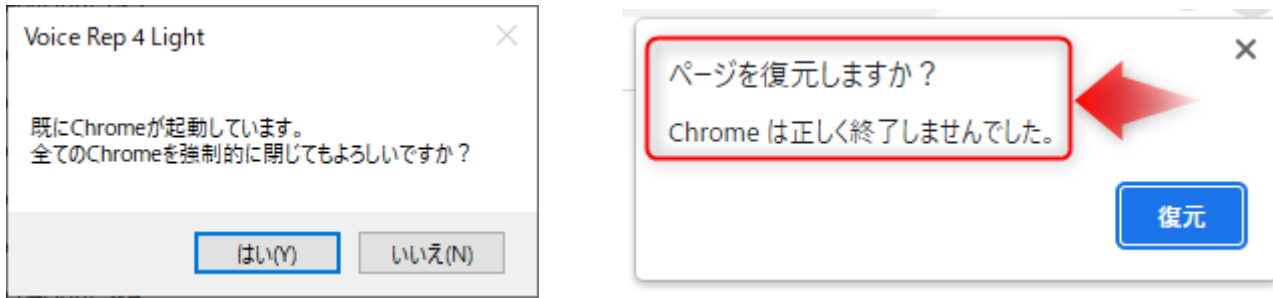 Voice Rep 4 Light
既にChromeが起動しています。
全てのChromeを強制的に閉じてもよろしいですか？
はい(Y)
いいえ(N)
ページを復元しますか？
Chrome は正しく終了しませんでした。
復元